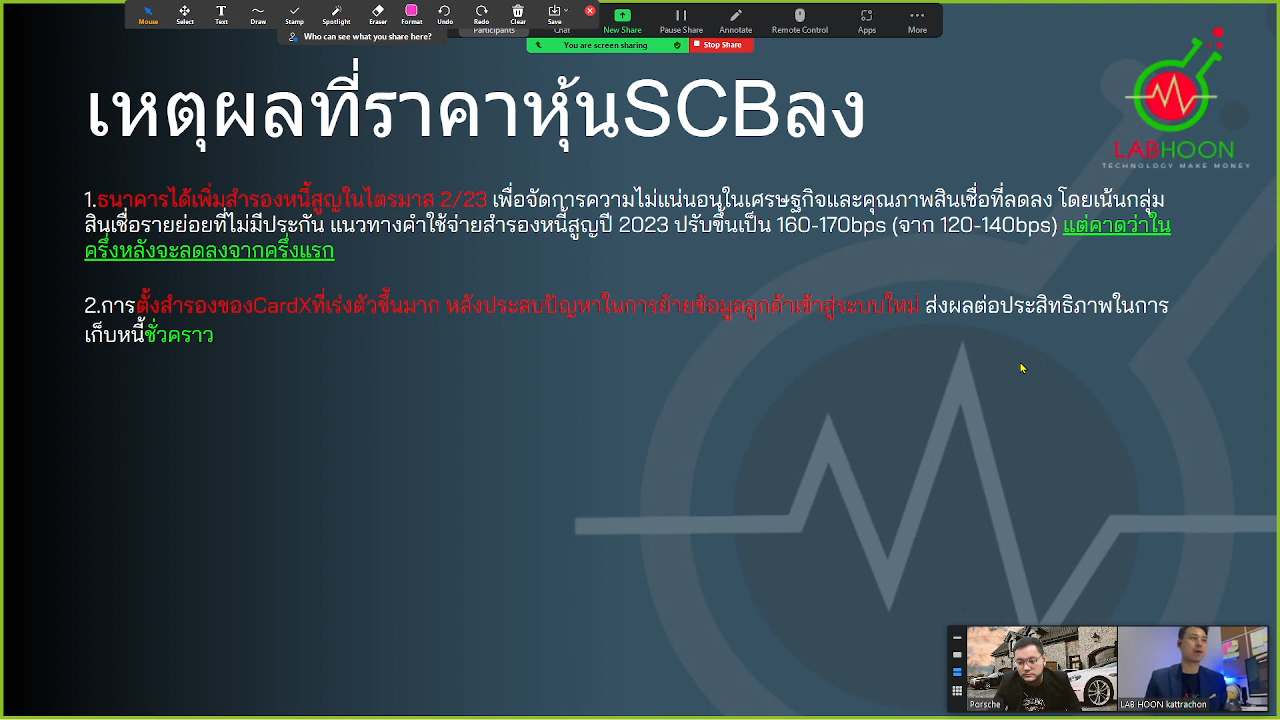 Mouse Select Text Draw Stamp Spotlight Eraser Format Undo Redo Clear Save
Participants Chat New Share Pause Share Annotate Remote Control Apps More
Who can see what you share here?
You are screen sharing Stop Share
LABHOON
TECHNOLOGY MAKE MONEY
เหตุผลที่ราคาหุ้นSCBลง
1.ธนาคารได้เพิ่มสำรองหนี้สูญในไตรมาส 2/23 เพื่อจัดการความไม่แน่นอนในเศรษฐกิจและคุณภาพสินเชื่อที่ลดลง โดยเน้นกลุ่ม
สินเชื่อรายย่อยที่ไม่มีประกัน แนวทางคำใช้จ่ายสำรองหนี้สูญปี 2023 ปรับขึ้นเป็น 160-170bps (จาก 120-140bps) แต่คาดว่าใน
ครึ่งหลังจะลดลงจากครึ่งแรก
2.การตั้งสำรองของCardXที่เร่งตัวขึ้นมาก หลังประสบปัญหาในการย้ายข้อมูลลูกค้าเข้าสู่ระบบใหม่ ส่งผลต่อประสิทธิภาพในการ
เก็บหนี้ชั่วคราว
Porsche
LAB HOON kattrachon